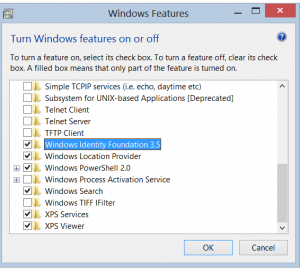 Windows Features
Turn Windows features on or off
To turn a feature on, select its check box. To turn a feature off, clear its check
box. A filled box means that only part of the feature is turned on.
Simple TCPIP services (i.e. echo, daytime etc)
Subsystem for UNIX-based Applications [Deprecated]
Telnet Client
Telnet Server
TFTP Client
Windows Identity Foundation 3.5
Windows Location Provider
Windows PowerShell 2.0
Windows Process Activation Service
Windows Search
Windows TIFF IFilter
XPS Services
XPS Viewer
OK Cancel